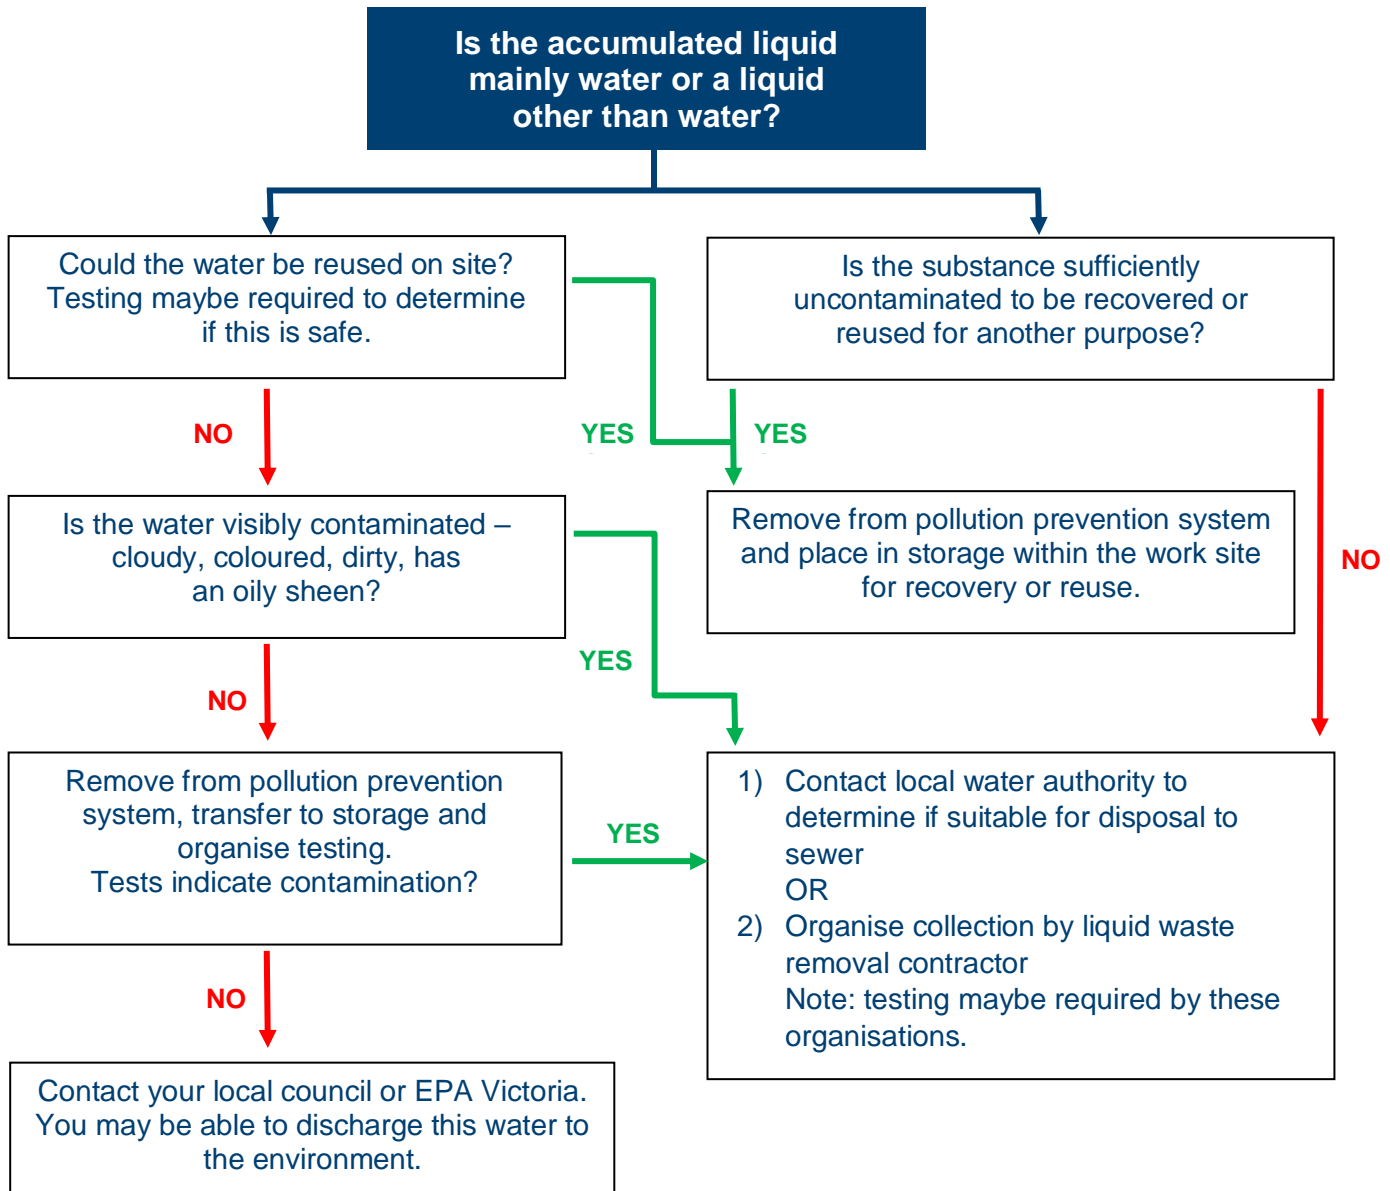 Is the accumulated liquid
mainly water or a liquid
other than water?
Could the water be reused on site?
Testing maybe required to determine
if this is safe.
Is the substance sufficiently
uncontaminated to be recovered or
reused for another purpose?
NO
YES
YES
NO
Is the water visibly contaminated –
cloudy, coloured, dirty, has
an oily sheen?
Remove from pollution prevention system
and place in storage within the work site
for recovery or reuse.
NO
YES
Remove from pollution prevention
system, transfer to storage and
organise testing.
Tests indicate contamination?
YES
1) Contact local water authority to
determine if suitable for disposal to
sewer
OR
2) Organise collection by liquid waste
removal contractor
Note: testing maybe required by these
organisations.
NO
Contact your local council or EPA Victoria.
You may be able to discharge this water to
the environment.